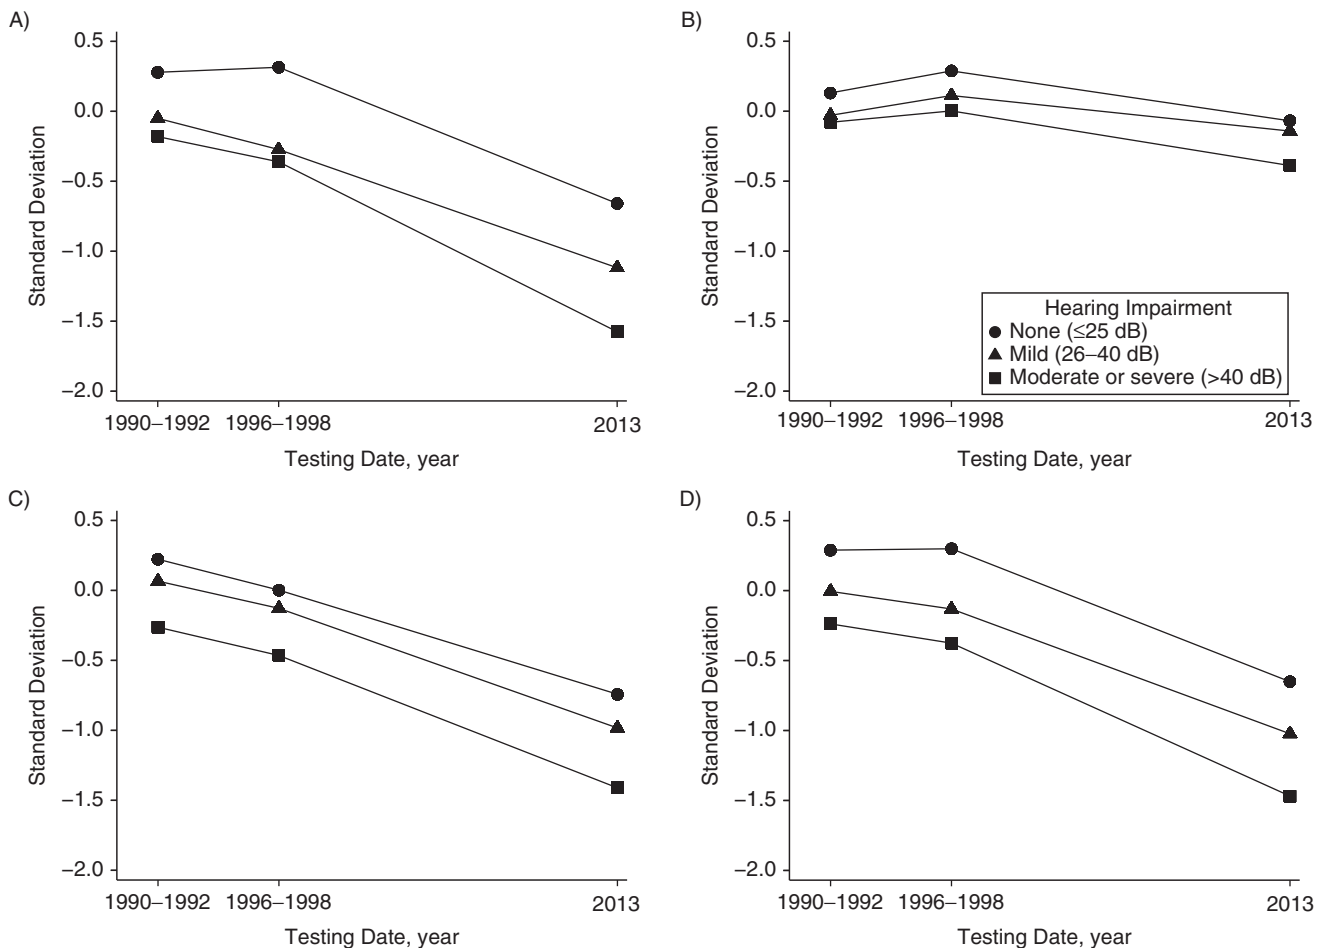 A)
0.5
0.0
−0.5
−1.0
−1.5
−2.0
Standard Deviation
1990–1992 1996–1998 2013
Testing Date, year
B)
0.5
0.0
−0.5
−1.0
−1.5
−2.0
Standard Deviation
Hearing Impairment
None (≤25 dB)
Mild (26–40 dB)
Moderate or severe (>40 dB)
1990–1992 1996–1998 2013
Testing Date, year
C)
0.5
0.0
−0.5
−1.0
−1.5
−2.0
Standard Deviation
1990–1992 1996–1998 2013
Testing Date, year
D)
0.5
0.0
−0.5
−1.0
−1.5
−2.0
Standard Deviation
1990–1992 1996–1998 2013
Testing Date, year